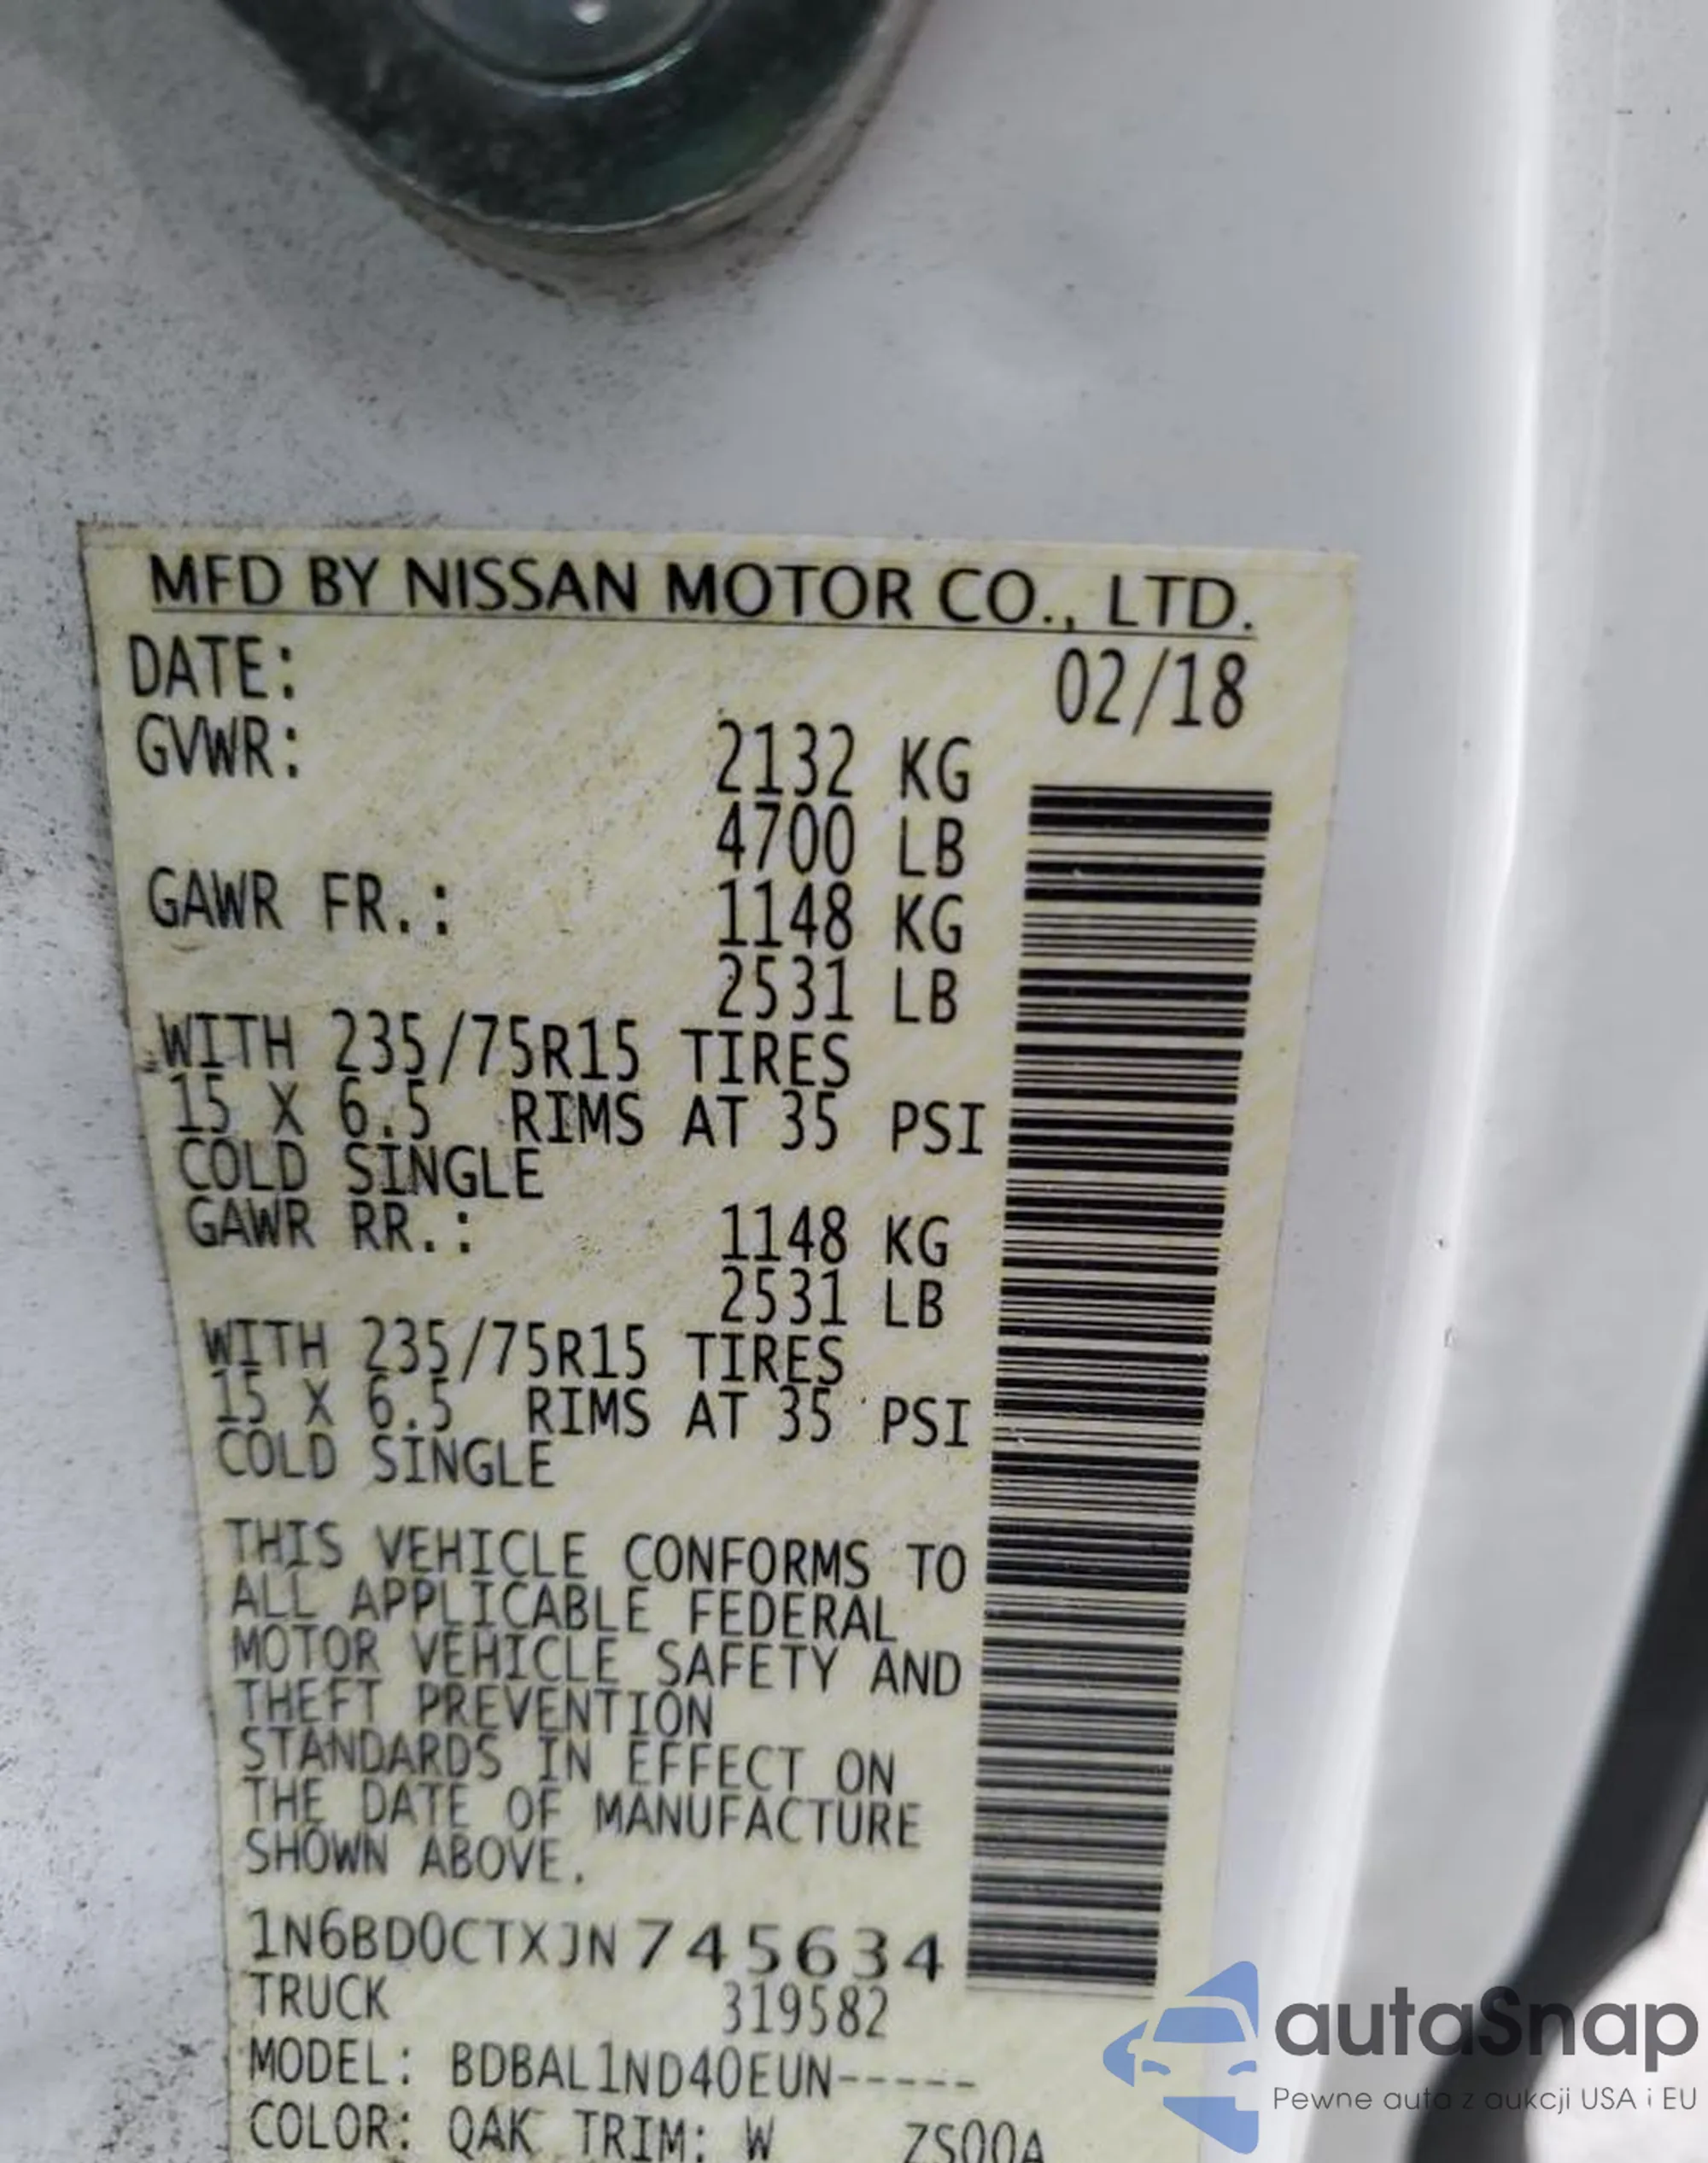 MFD BY NISSAN MOTOR CO., LTD.
DATE: 02/18
GVWR: 2132 KG
4700 LB
GAWR FR.: 1148 KG
2531 LB
WITH 235/75R15 TIRES
15 X 6.5 RIMS AT 35 PSI
COLD SINGLE
GAWR RR.: 1148 KG
2531 LB
WITH 235/75R15 TIRES
15 X 6.5 RIMS AT 35 PSI
COLD SINGLE
THIS VEHICLE CONFORMS TO
ALL APPLICABLE FEDERAL
MOTOR VEHICLE SAFETY AND
THEFT PREVENTION
STANDARDS IN EFFECT ON
THE DATE OF MANUFACTURE
SHOWN ABOVE.
1N6BD0CTXJN745634
TRUCK 319582
MODEL: BDBAL1ND40EUN-----
COLOR: QAK TRIM: W ZS00A
autaSnap
Pewne auta z aukcji USA i EU